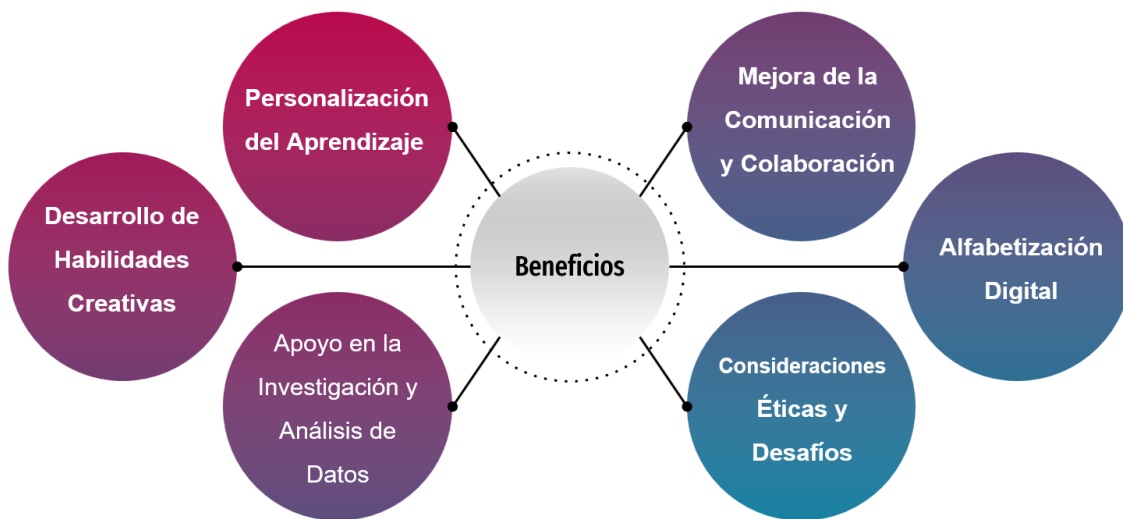 Personalización
del Aprendizaje
Mejora de la
Comunicación
y Colaboración
Desarrollo de
Habilidades
Creativas
Beneficios
Alfabetización
Digital
Apoyo en la
Investigación y
Análisis de
Datos
Consideraciones
Éticas y
Desafíos